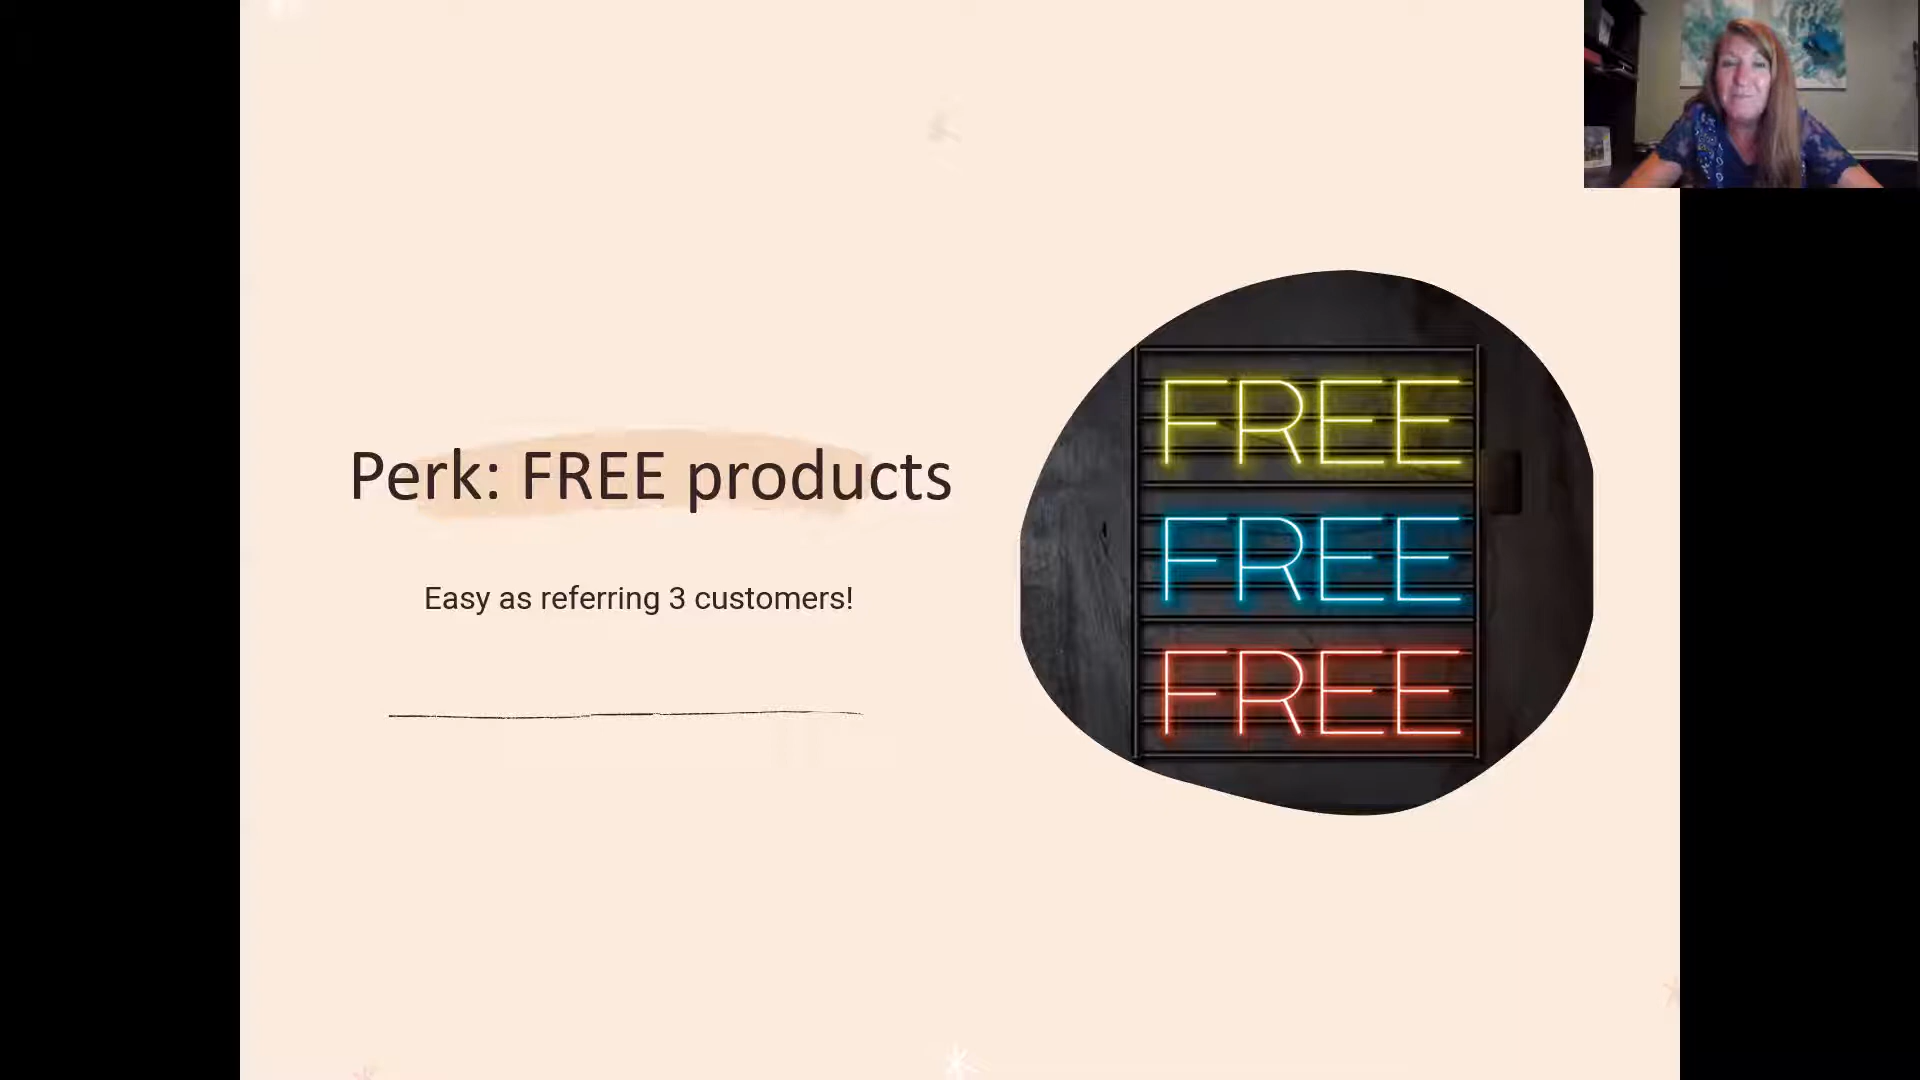 Perk: FREE products
Easy as referring 3 customers!
FREE
FREE
FREE